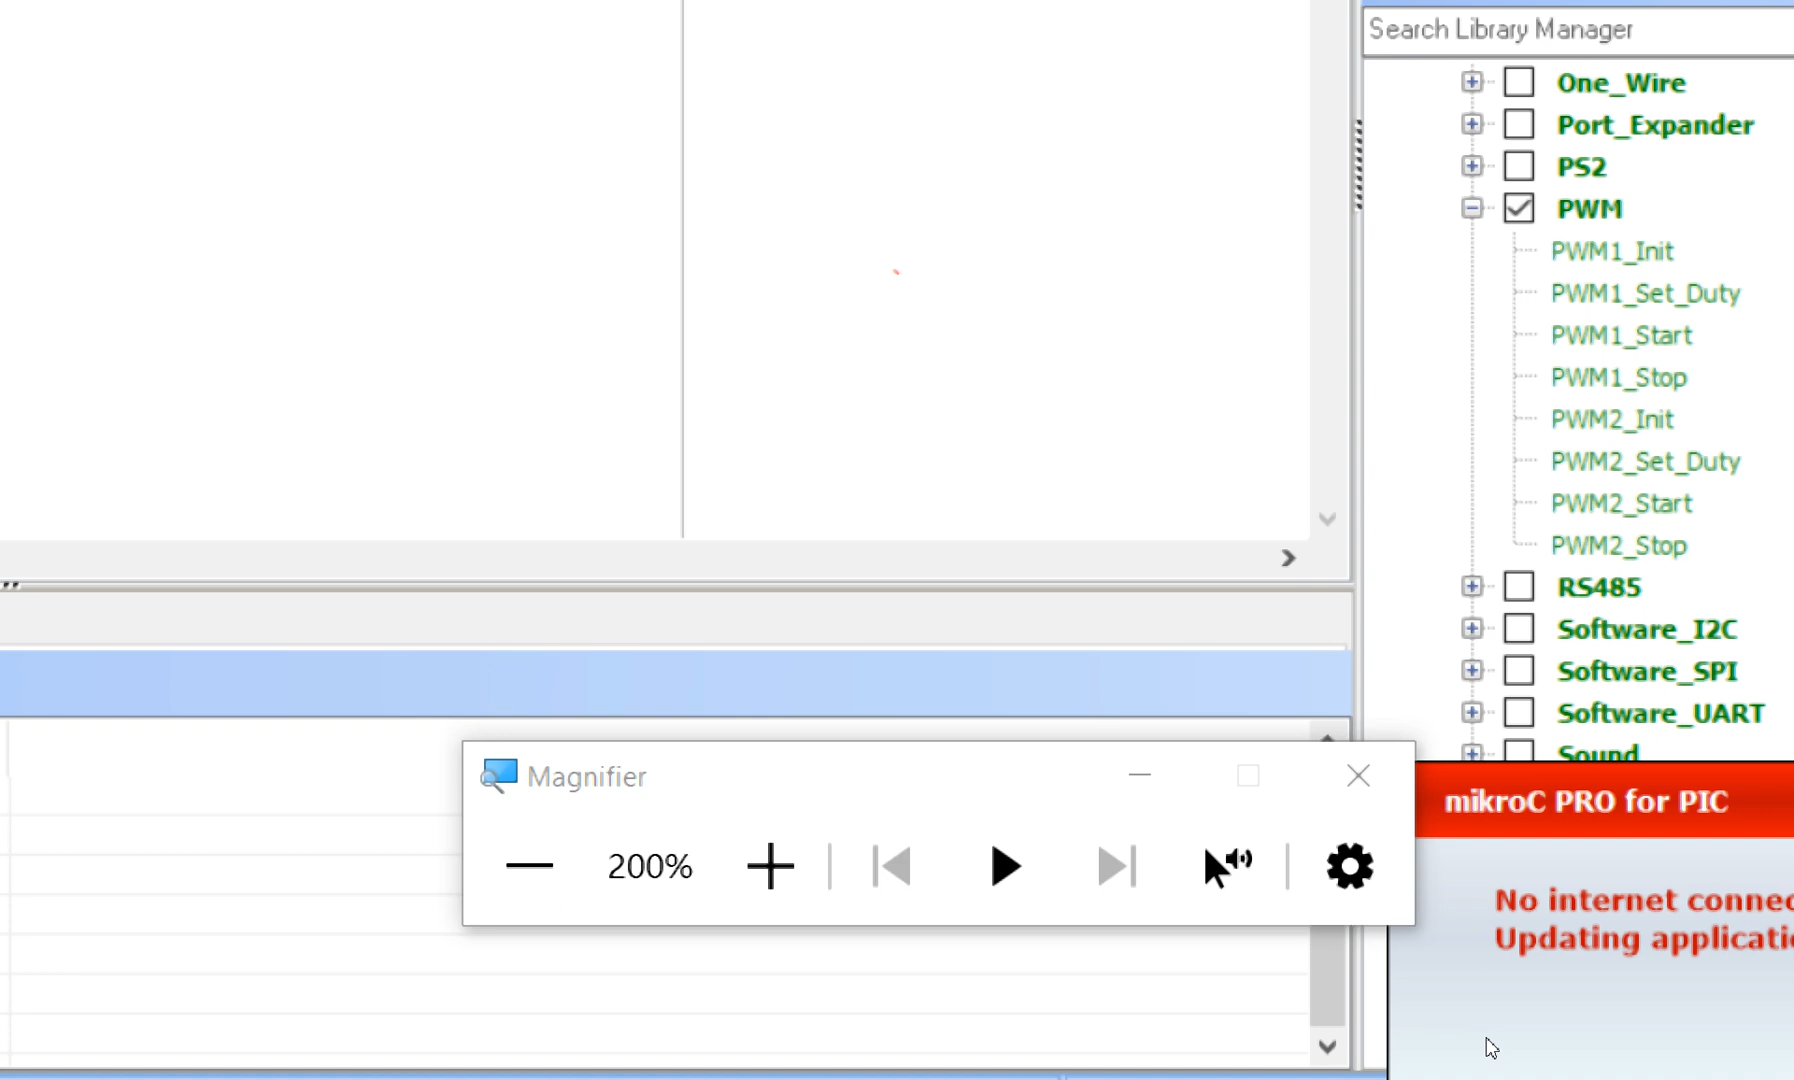 Search Library Manager
One_Wire
Port_Expander
PS2
PWM
PWM1_Init
PWM1_Set_Duty
PWM1_Start
PWM1_Stop
PWM2_Init
PWM2_Set_Duty
PWM2_Start
PWM2_Stop
RS485
Software_I2C
Software_SPI
Software_UART
Sound
Magnifier
200%
mikroC PRO for PIC
No internet connec
Updating applicati